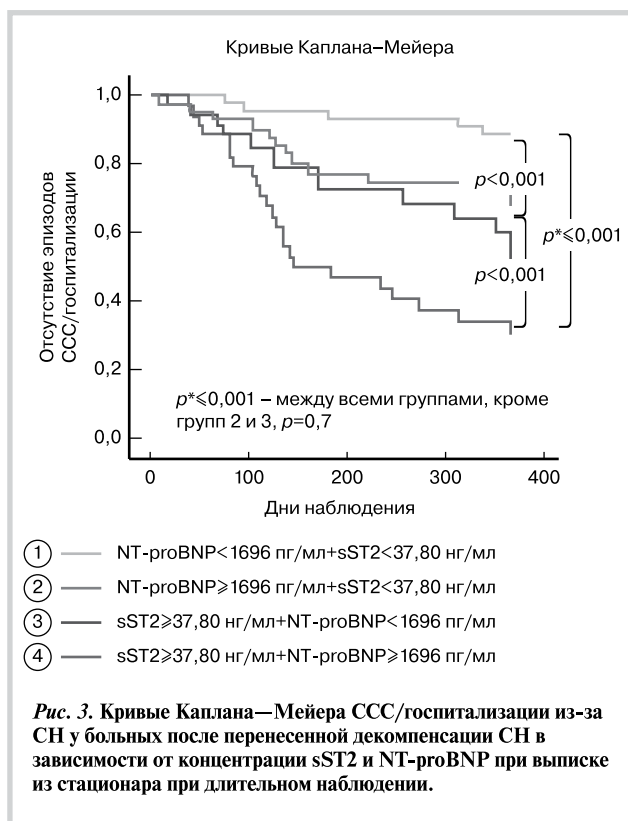 Кривые Каплана–Мейера
Отсутствие эпизодов
ССС/госпитализации
1,0
0,8
0,6
0,4
0,2
0,0
p<0,001
p*⩽0,001
p<0,001
p*⩽0,001 – между всеми группами, кроме
групп 2 и 3, p=0,7
0 100 200 300 400
Дни наблюдения
1 NT-proBNP<1696 пг/мл+sST2<37,80 нг/мл
2 NT-proBNP⩾1696 пг/мл+sST2<37,80 нг/мл
3 sST2⩾37,80 нг/мл+NT-proBNP<1696 пг/мл
4 sST2⩾37,80 нг/мл+NT-proBNP⩾1696 пг/мл
Рис. 3. Кривые Каплана—Мейера ССС/госпитализации из-за
СН у больных после перенесенной декомпенсации СН в
зависимости от концентрации sST2 и NT-proBNP при выписке
из стационара при длительном наблюдении.